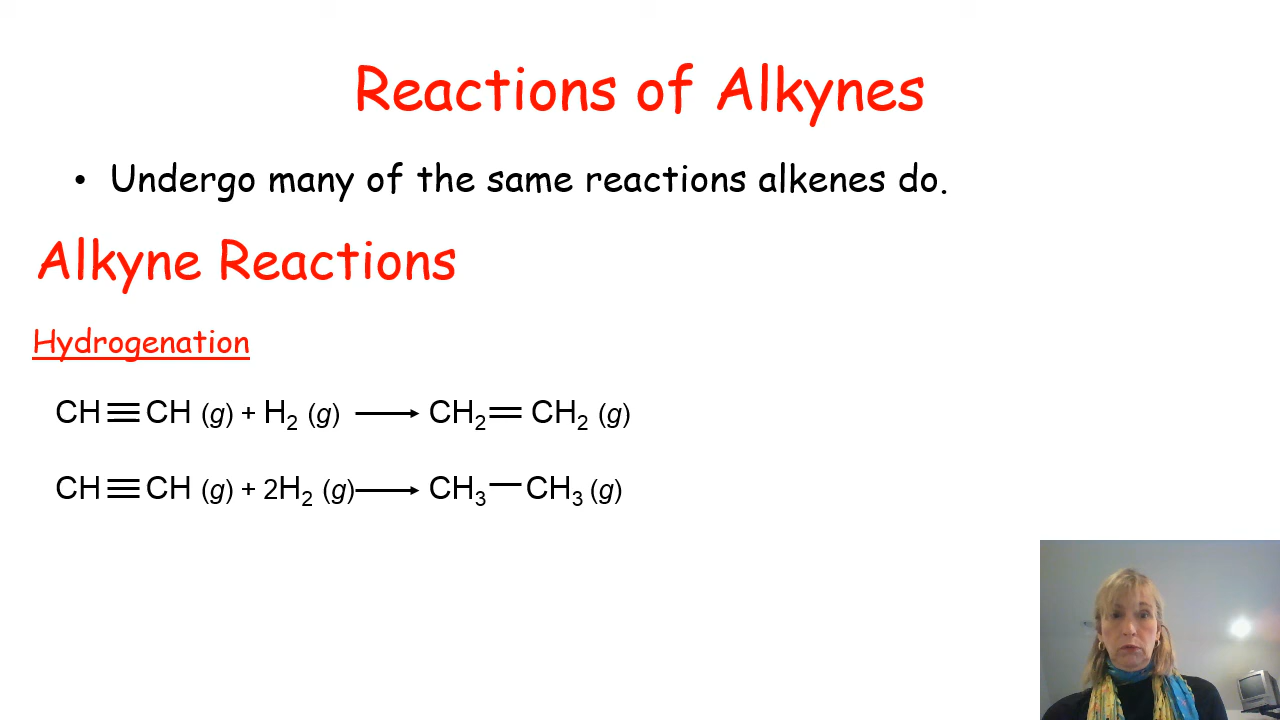 Reactions of Alkynes
• Undergo many of the same reactions alkenes do.
Alkyne Reactions
Hydrogenation
CH≡CH (g) + H₂ (g) ⟶ CH₂═CH₂ (g)
CH≡CH (g) + 2H₂ (g) ⟶ CH₃—CH₃ (g)